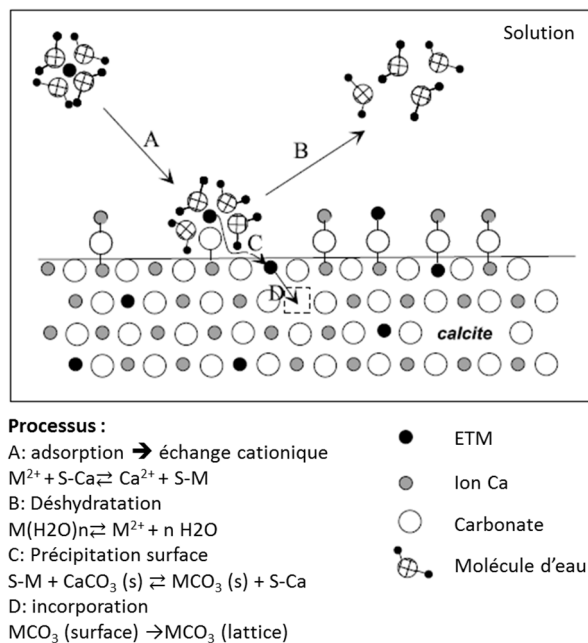 Solution
A
B
C
D
calcite
Processus :
A: adsorption ➔ échange cationique
M²⁺ + S-Ca⇄ Ca²⁺ + S-M
B: Déshydratation
M(H2O)n⇄ M²⁺ + n H2O
C: Précipitation surface
S-M + CaCO₃ (s) ⇄ MCO₃ (s) + S-Ca
D: incorporation
MCO₃ (surface) →MCO₃ (lattice)
ETM
Ion Ca
Carbonate
Molécule d'eau